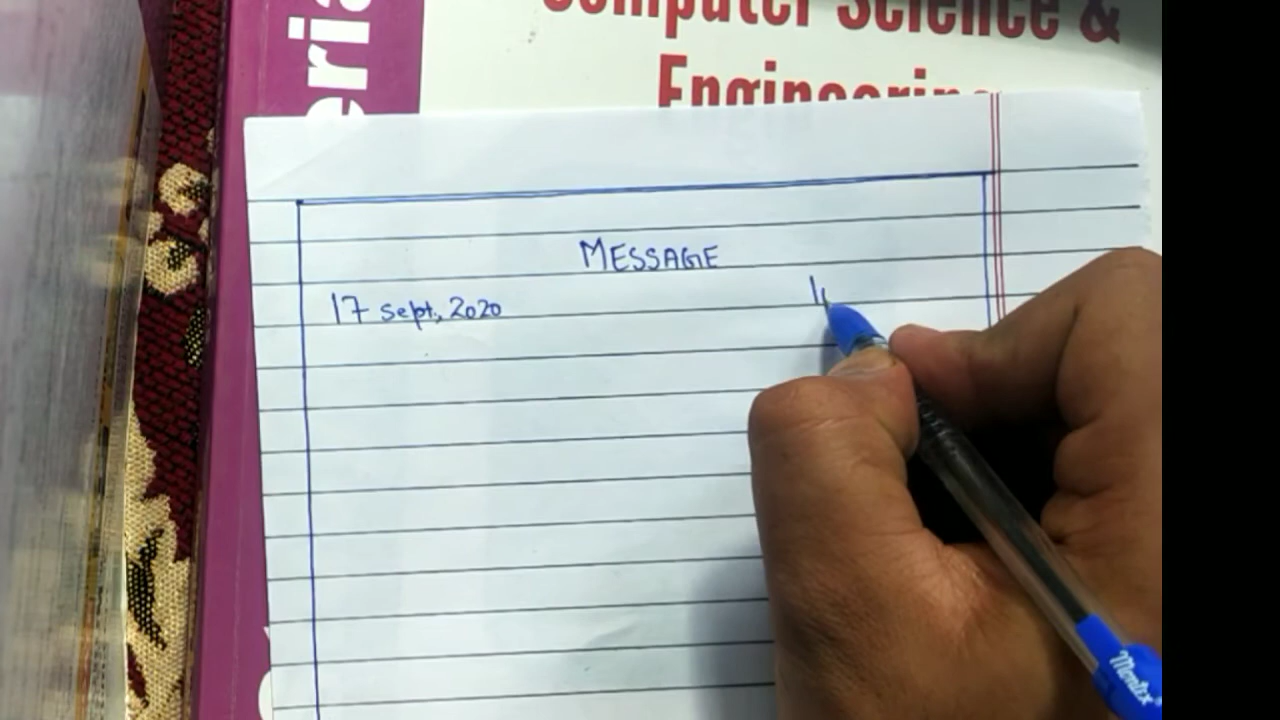 Computer Science &
Engineering
MESSAGE
17 sept., 2020
Montex